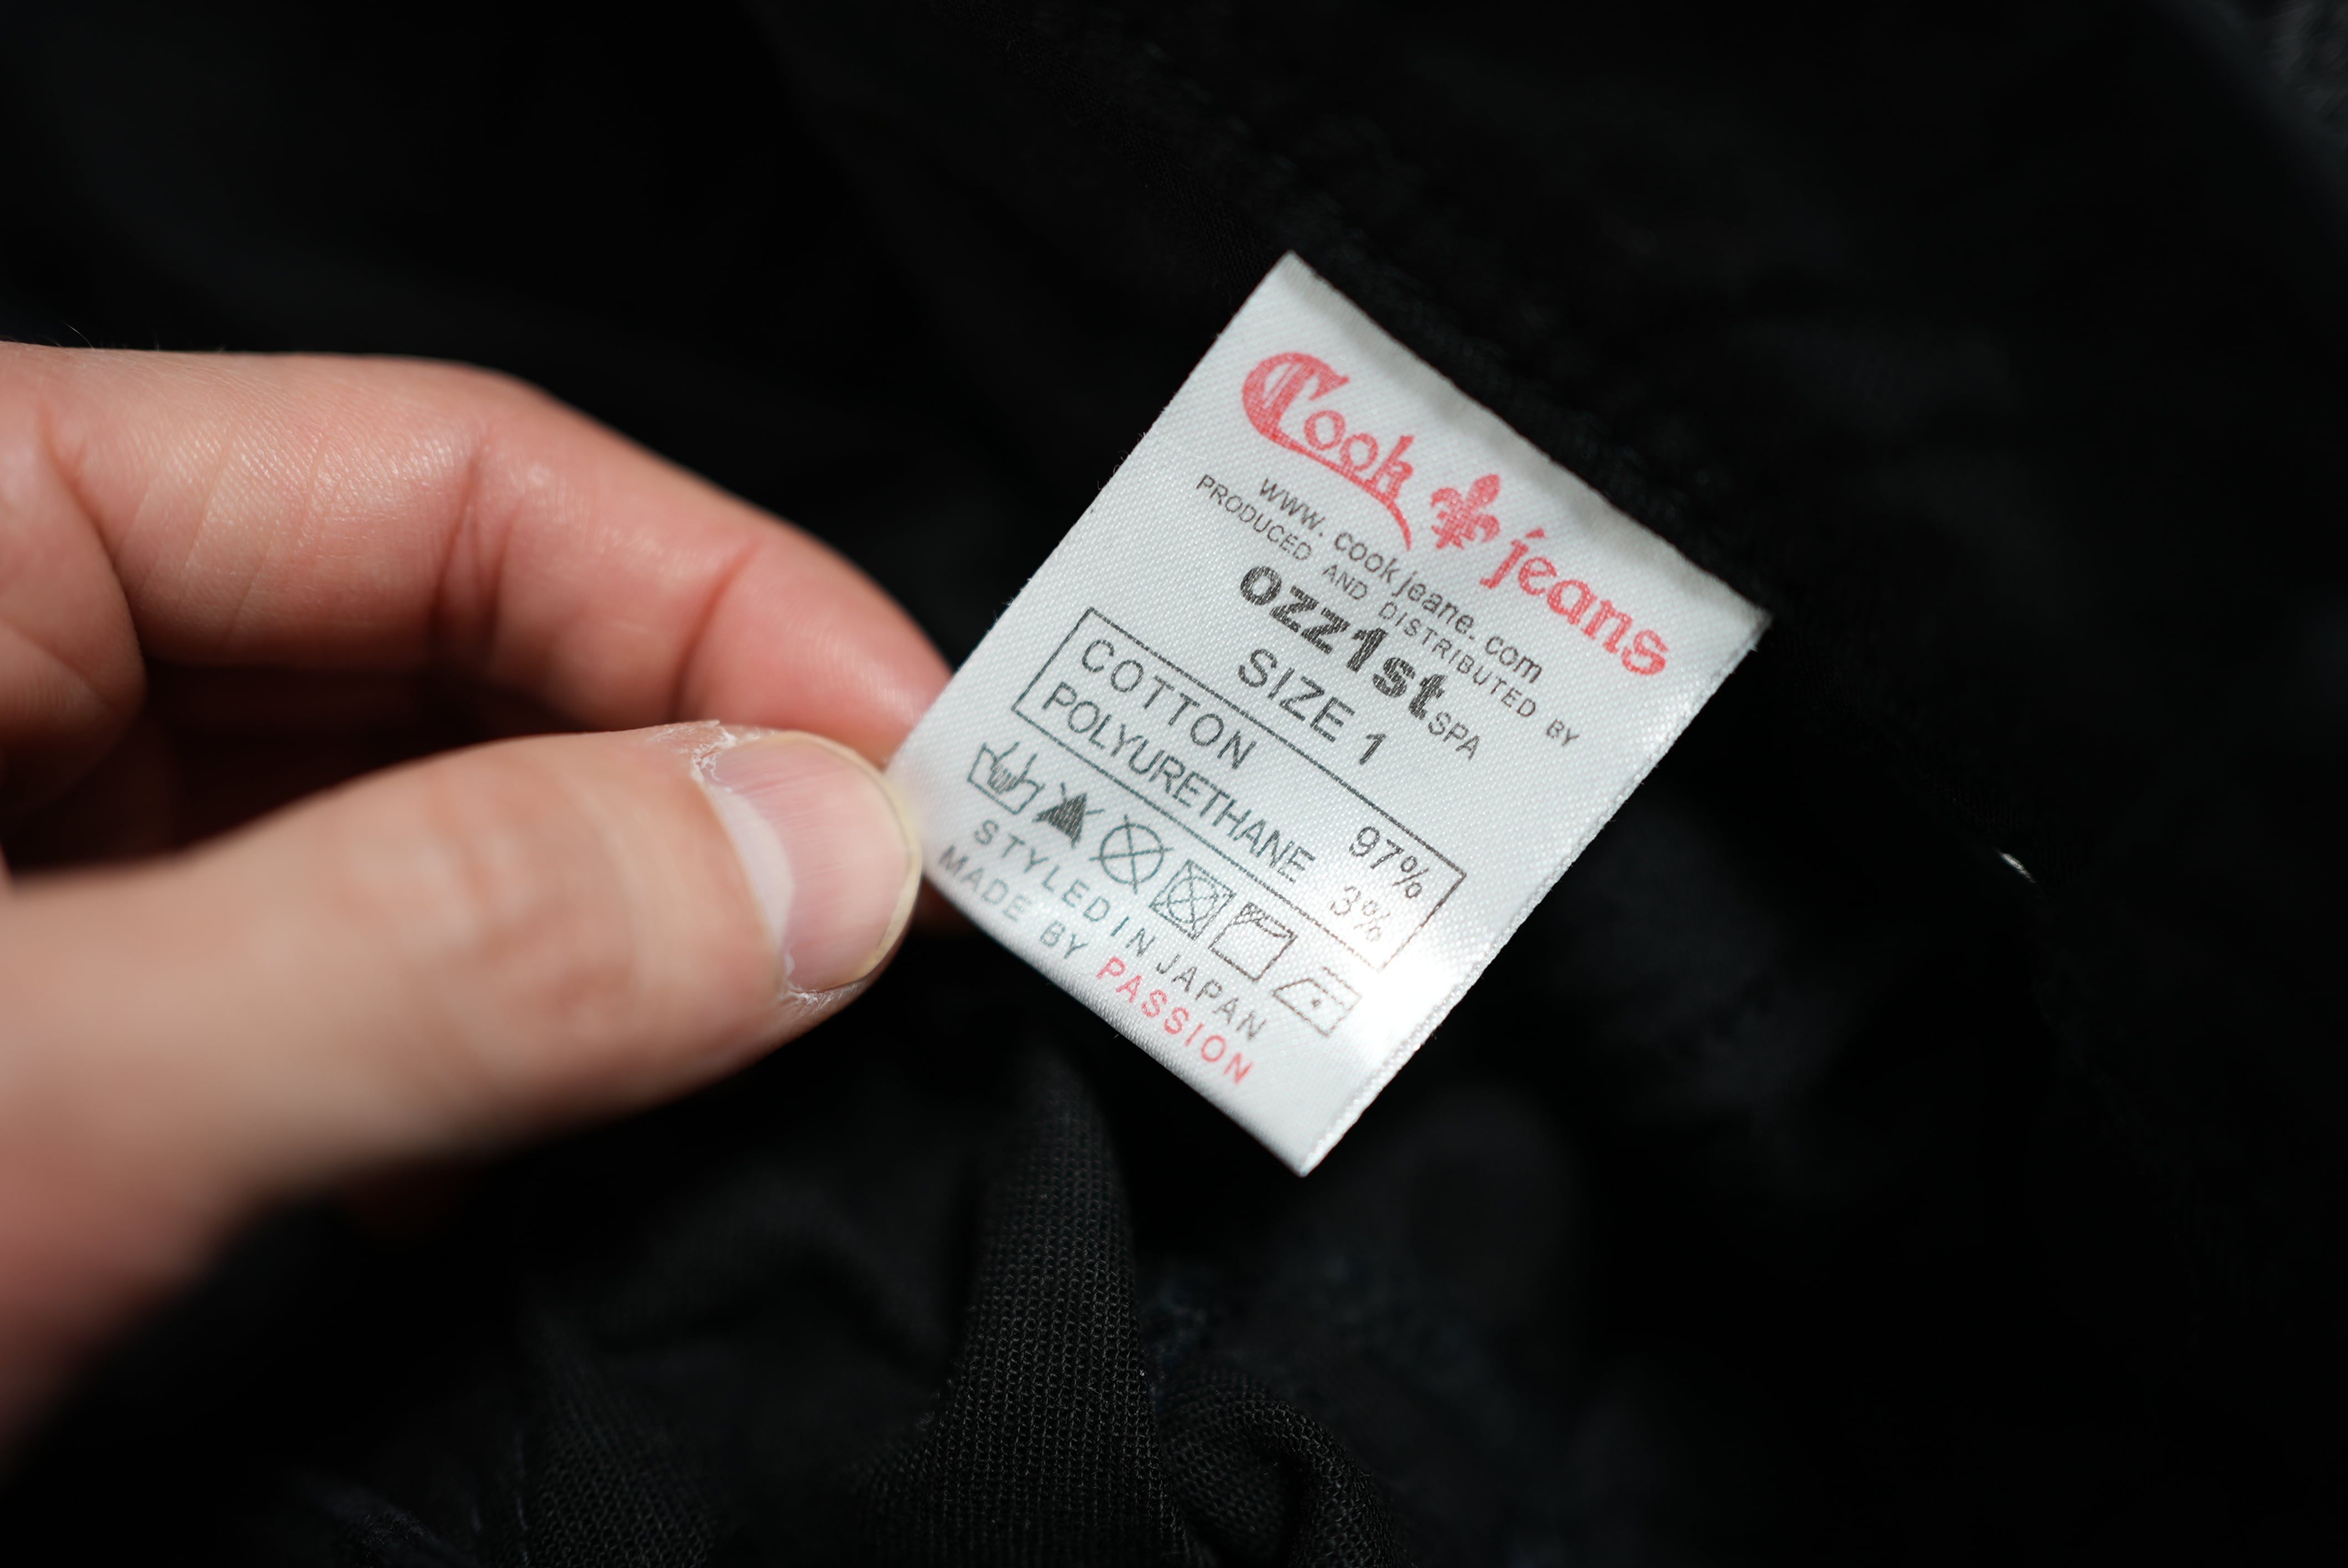 Cook jeans
www.cookjeane.com
PRODUCED AND DISTRIBUTED BY
ozz1st SPA
SIZE 1
COTTON 97%
POLYURETHANE 3%
STYLED IN JAPAN
MADE BY PASSION